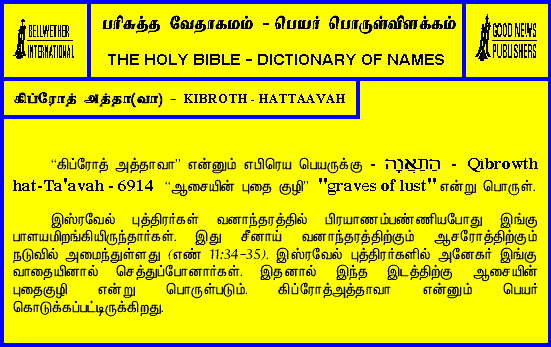 BELLWETHER
INTERNATIONAL
பரிசுத்த வேதாகமம் - பெயர் பொருள்விளக்கம்
THE HOLY BIBLE - DICTIONARY OF NAMES
GOOD NEWS
PUBLISHERS
கிப்ரோத் அத்தா(வா) - KIBROTH - HATTAAVAH
“கிப்ரோத் அத்தாவா” என்னும் எபிரெய பெயருக்கு - הַתַּאֲוָה - Qibrowth
hat-Ta'avah - 6914 “ஆசையின் புதை குழி” "graves of lust" என்று பொருள்.
இஸ்ரவேல் புத்திரர்கள் வனாந்தரத்தில் பிரயாணம்பண்ணியபோது இங்கு
பாளயமிறங்கியிருந்தார்கள். இது சீனாய் வனாந்தரத்திற்கும் ஆசரோத்திற்கும்
நடுவில் அமைந்துள்ளது (எண் 11:34-35). இஸ்ரவேல் புத்திரர்களில் அனேகர் இங்கு
வாதையினால் செத்துப்போனார்கள். இதனால் இந்த இடத்திற்கு ஆசையின்
புதைகுழி என்று பொருள்படும். கிப்ரோத்அத்தாவா என்னும் பெயர்
கொடுக்கப்பட்டிருக்கிறது.